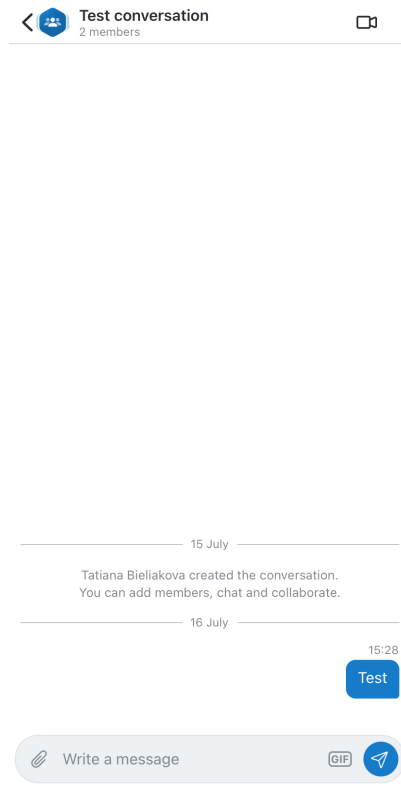 Test conversation
2 members
15 July
Tatiana Bieliakova created the conversation.
You can add members, chat and collaborate.
16 July
15:28
Test
Write a message
GIF